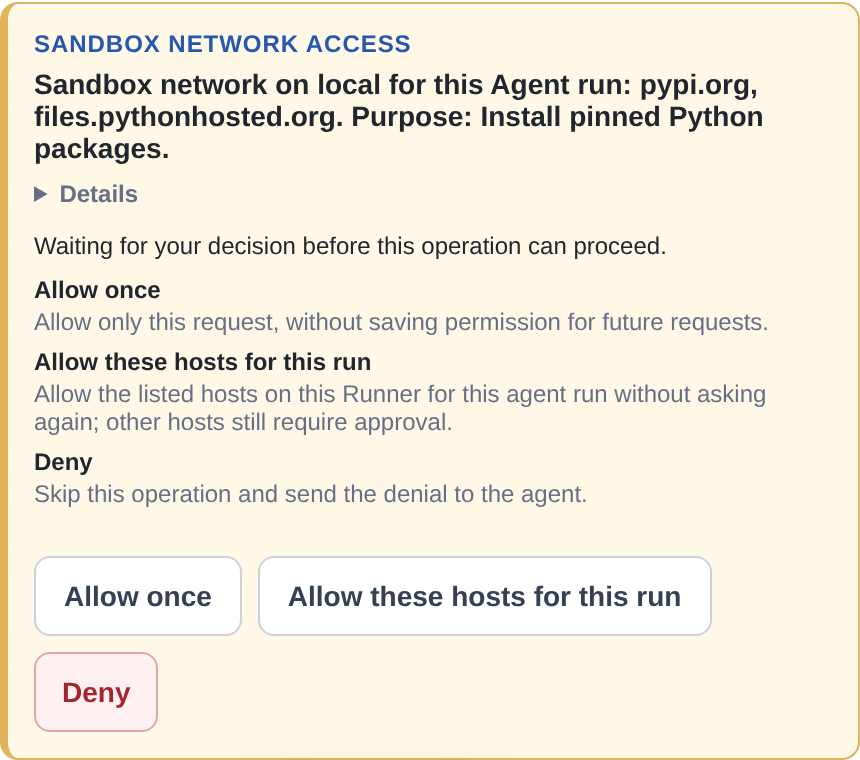 SANDBOX NETWORK ACCESS
Sandbox network on local for this Agent run: pypi.org,
files.pythonhosted.org. Purpose: Install pinned Python
packages.
Details
Waiting for your decision before this operation can proceed.
Allow once
Allow only this request, without saving permission for future requests.
Allow these hosts for this run
Allow the listed hosts on this Runner for this agent run without asking
again; other hosts still require approval.
Deny
Skip this operation and send the denial to the agent.
Allow once
Allow these hosts for this run
Deny